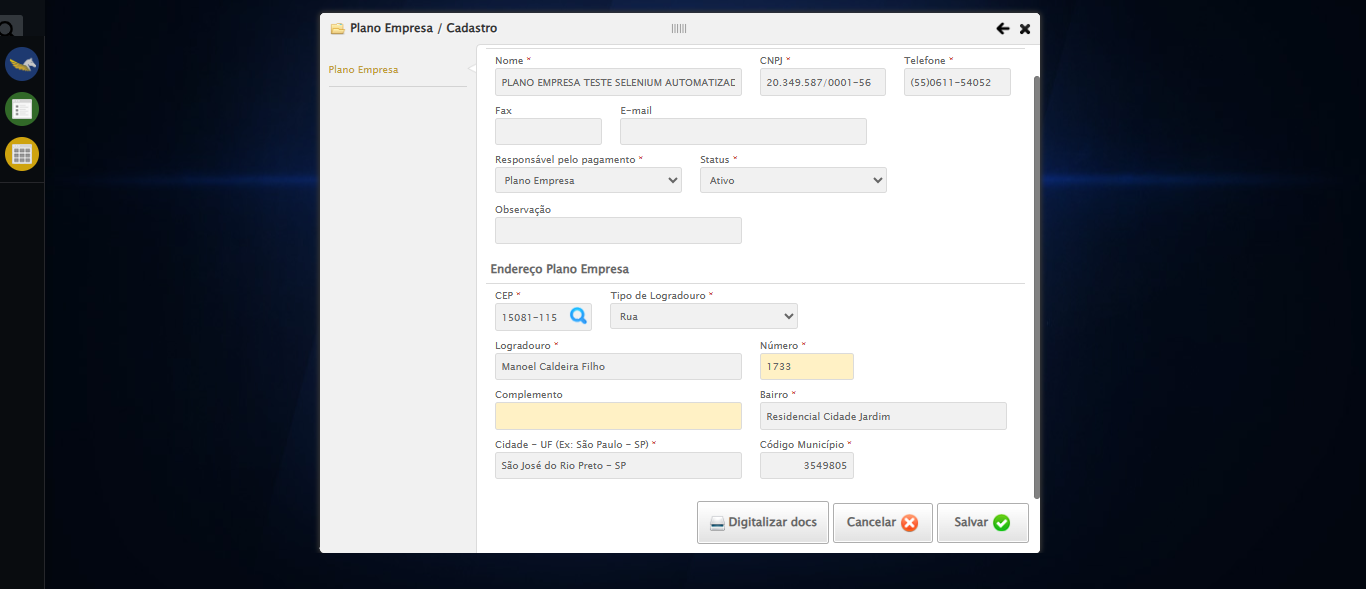 Plano Empresa / Cadastro
Plano Empresa
Nome * CNPJ * Telefone *
PLANO EMPRESA TESTE SELENIUM AUTOMATIZAD 20.349.587/0001-56 (55)0611-54052
Fax E-mail
Responsável pelo pagamento * Status *
Plano Empresa Ativo
Observação
Endereço Plano Empresa
CEP * Tipo de Logradouro *
15081-115 Rua
Logradouro * Número *
Manoel Caldeira Filho 1733
Complemento Bairro *
Residencial Cidade Jardim
Cidade - UF (Ex: São Paulo - SP) * Código Município *
São José do Rio Preto - SP 3549805
Digitalizar docs Cancelar Salvar